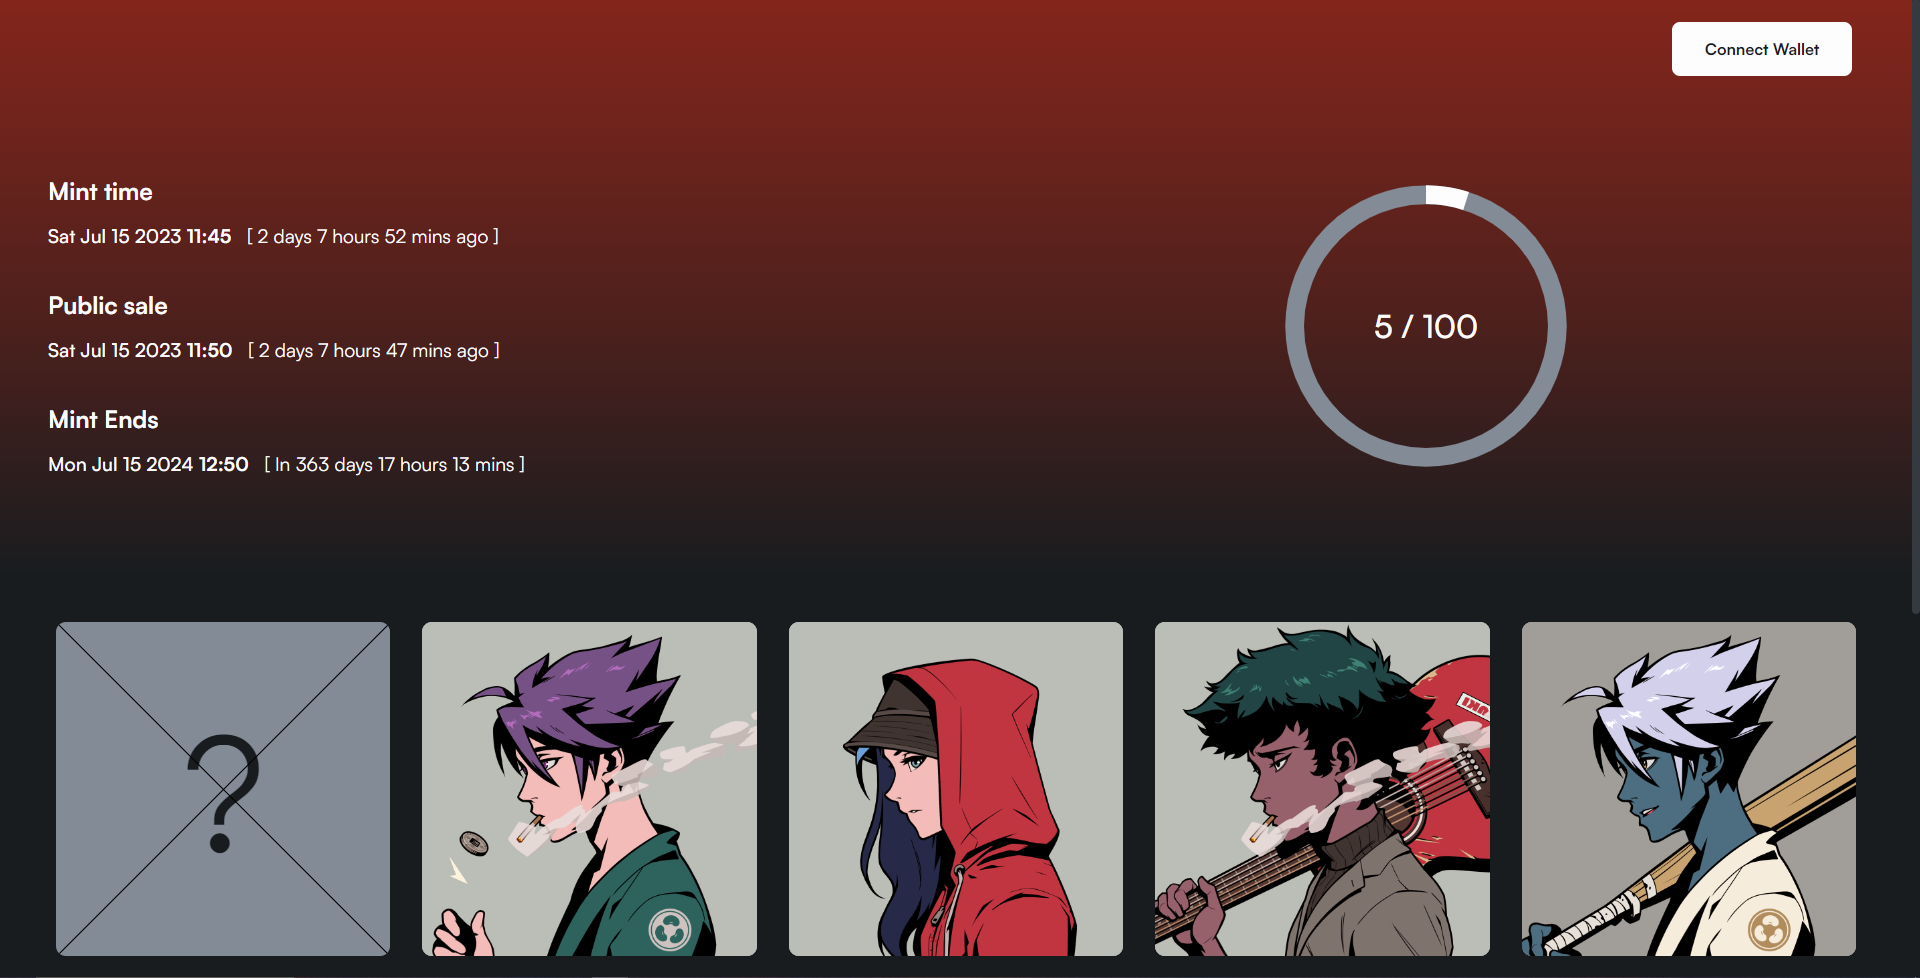 Connect Wallet
Mint time
Sat Jul 15 2023 11:45 [ 2 days 7 hours 52 mins ago ]
Public sale
Sat Jul 15 2023 11:50 [ 2 days 7 hours 47 mins ago ]
Mint Ends
Mon Jul 15 2024 12:50 [ In 363 days 17 hours 13 mins ]
5 / 100
?